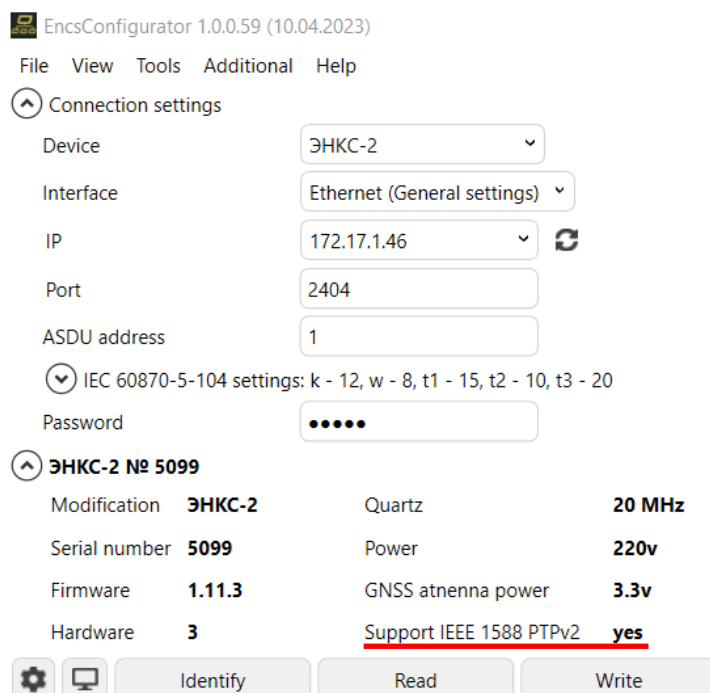 EncsConfigurator 1.0.0.59 (10.04.2023)
File View Tools Additional Help
Connection settings
Device ЭНКС-2
Interface Ethernet (General settings)
IP 172.17.1.46
Port 2404
ASDU address 1
IEC 60870-5-104 settings: k - 12, w - 8, t1 - 15, t2 - 10, t3 - 20
Password •••••
ЭНКС-2 № 5099
Modification ЭНКС-2 Quartz 20 MHz
Serial number 5099 Power 220v
Firmware 1.11.3 GNSS atnenna power 3.3v
Hardware 3 Support IEEE 1588 PTPv2 yes
Identify Read Write